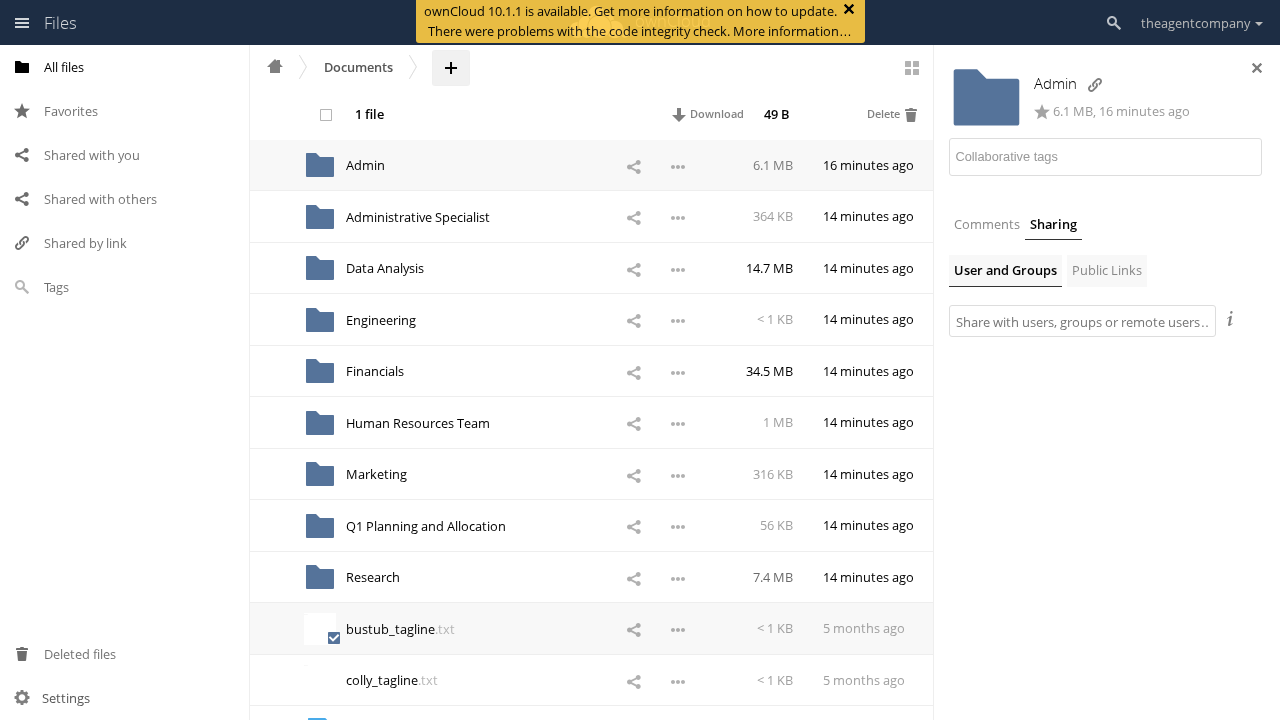 Files
ownCloud 10.1.1 is available. Get more information on how to update.
There were problems with the code integrity check. More information…
theagentcompany
All files
Favorites
Shared with you
Shared with others
Shared by link
Tags
Deleted files
Settings
Documents
1 file
Download
49 B
Delete
Admin
6.1 MB
16 minutes ago
Administrative Specialist
364 KB
14 minutes ago
Data Analysis
14.7 MB
14 minutes ago
Engineering
< 1 KB
14 minutes ago
Financials
34.5 MB
14 minutes ago
Human Resources Team
1 MB
14 minutes ago
Marketing
316 KB
14 minutes ago
Q1 Planning and Allocation
56 KB
14 minutes ago
Research
7.4 MB
14 minutes ago
bustub_tagline.txt
< 1 KB
5 months ago
colly_tagline.txt
< 1 KB
5 months ago
Admin
6.1 MB, 16 minutes ago
Collaborative tags
Comments
Sharing
User and Groups
Public Links
Share with users, groups or remote users…